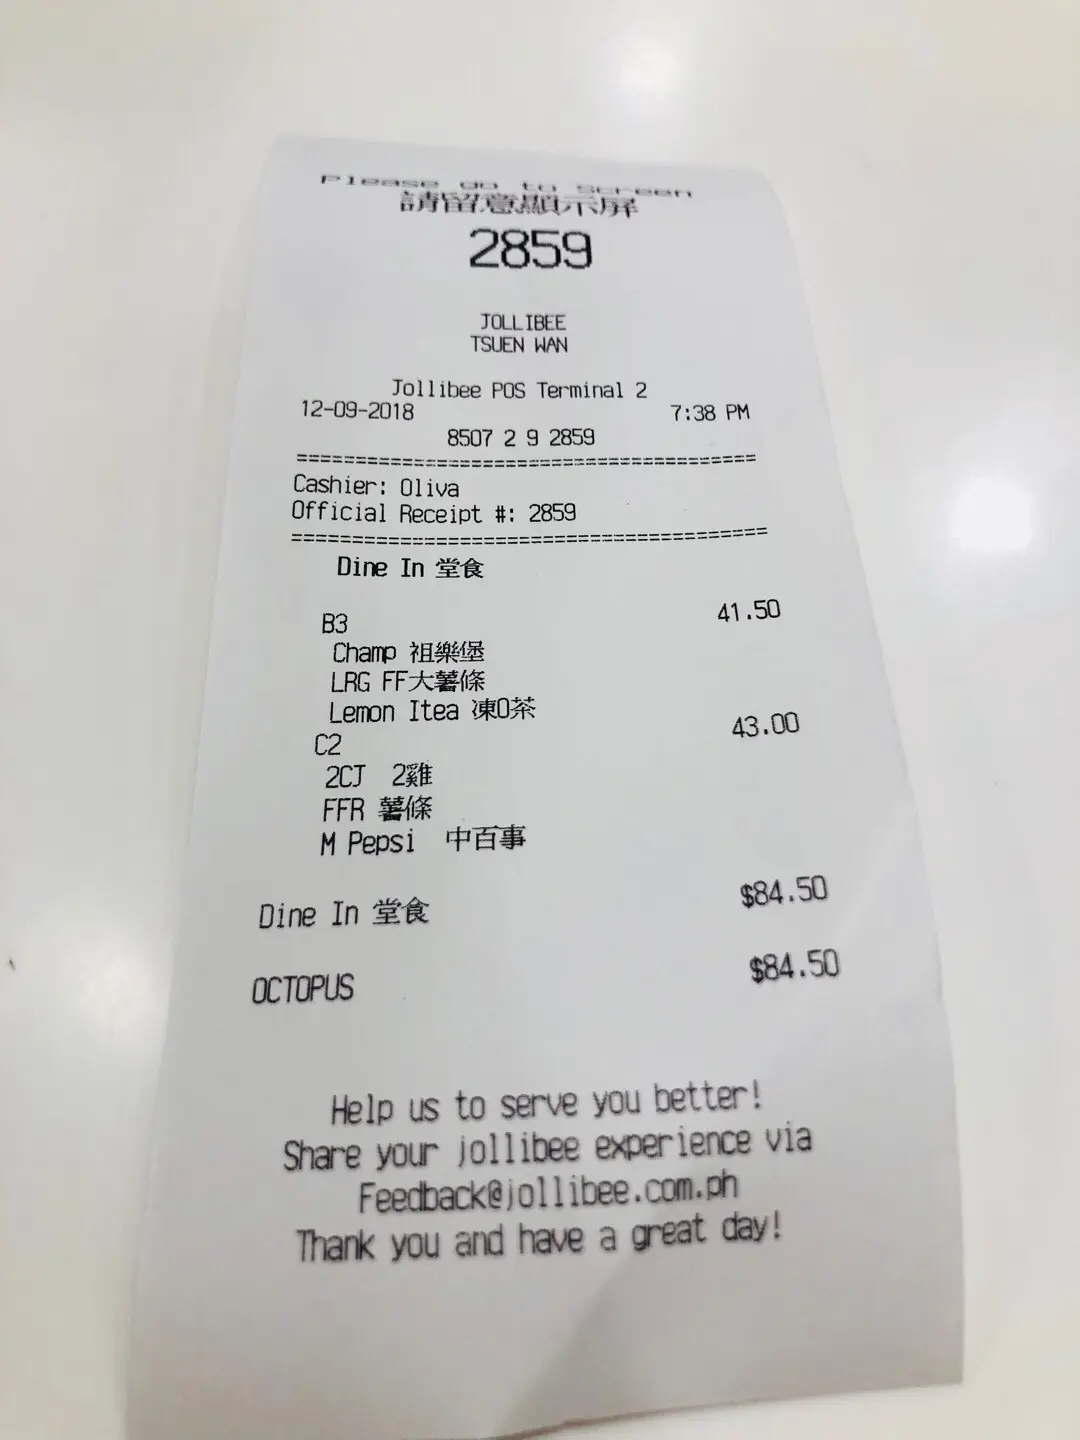 Please go to Screen
請留意顯示屏
2859
JOLLIBEE
TSUEN WAN
Jollibee POS Terminal 2
12-09-2018 7:38 PM
8507 2 9 2859
=======================================
Cashier: Oliva
Official Receipt #: 2859
=======================================
Dine In 堂食
B3 41.50
Champ 祖樂堡
LRG FF大薯條
Lemon Itea 凍0茶
C2 43.00
2CJ 2雞
FFR 薯條
M Pepsi 中百事
Dine In 堂食 $84.50
OCTOPUS $84.50
Help us to serve you better!
Share your jollibee experience via
Feedback@jollibee.com.ph
Thank you and have a great day!